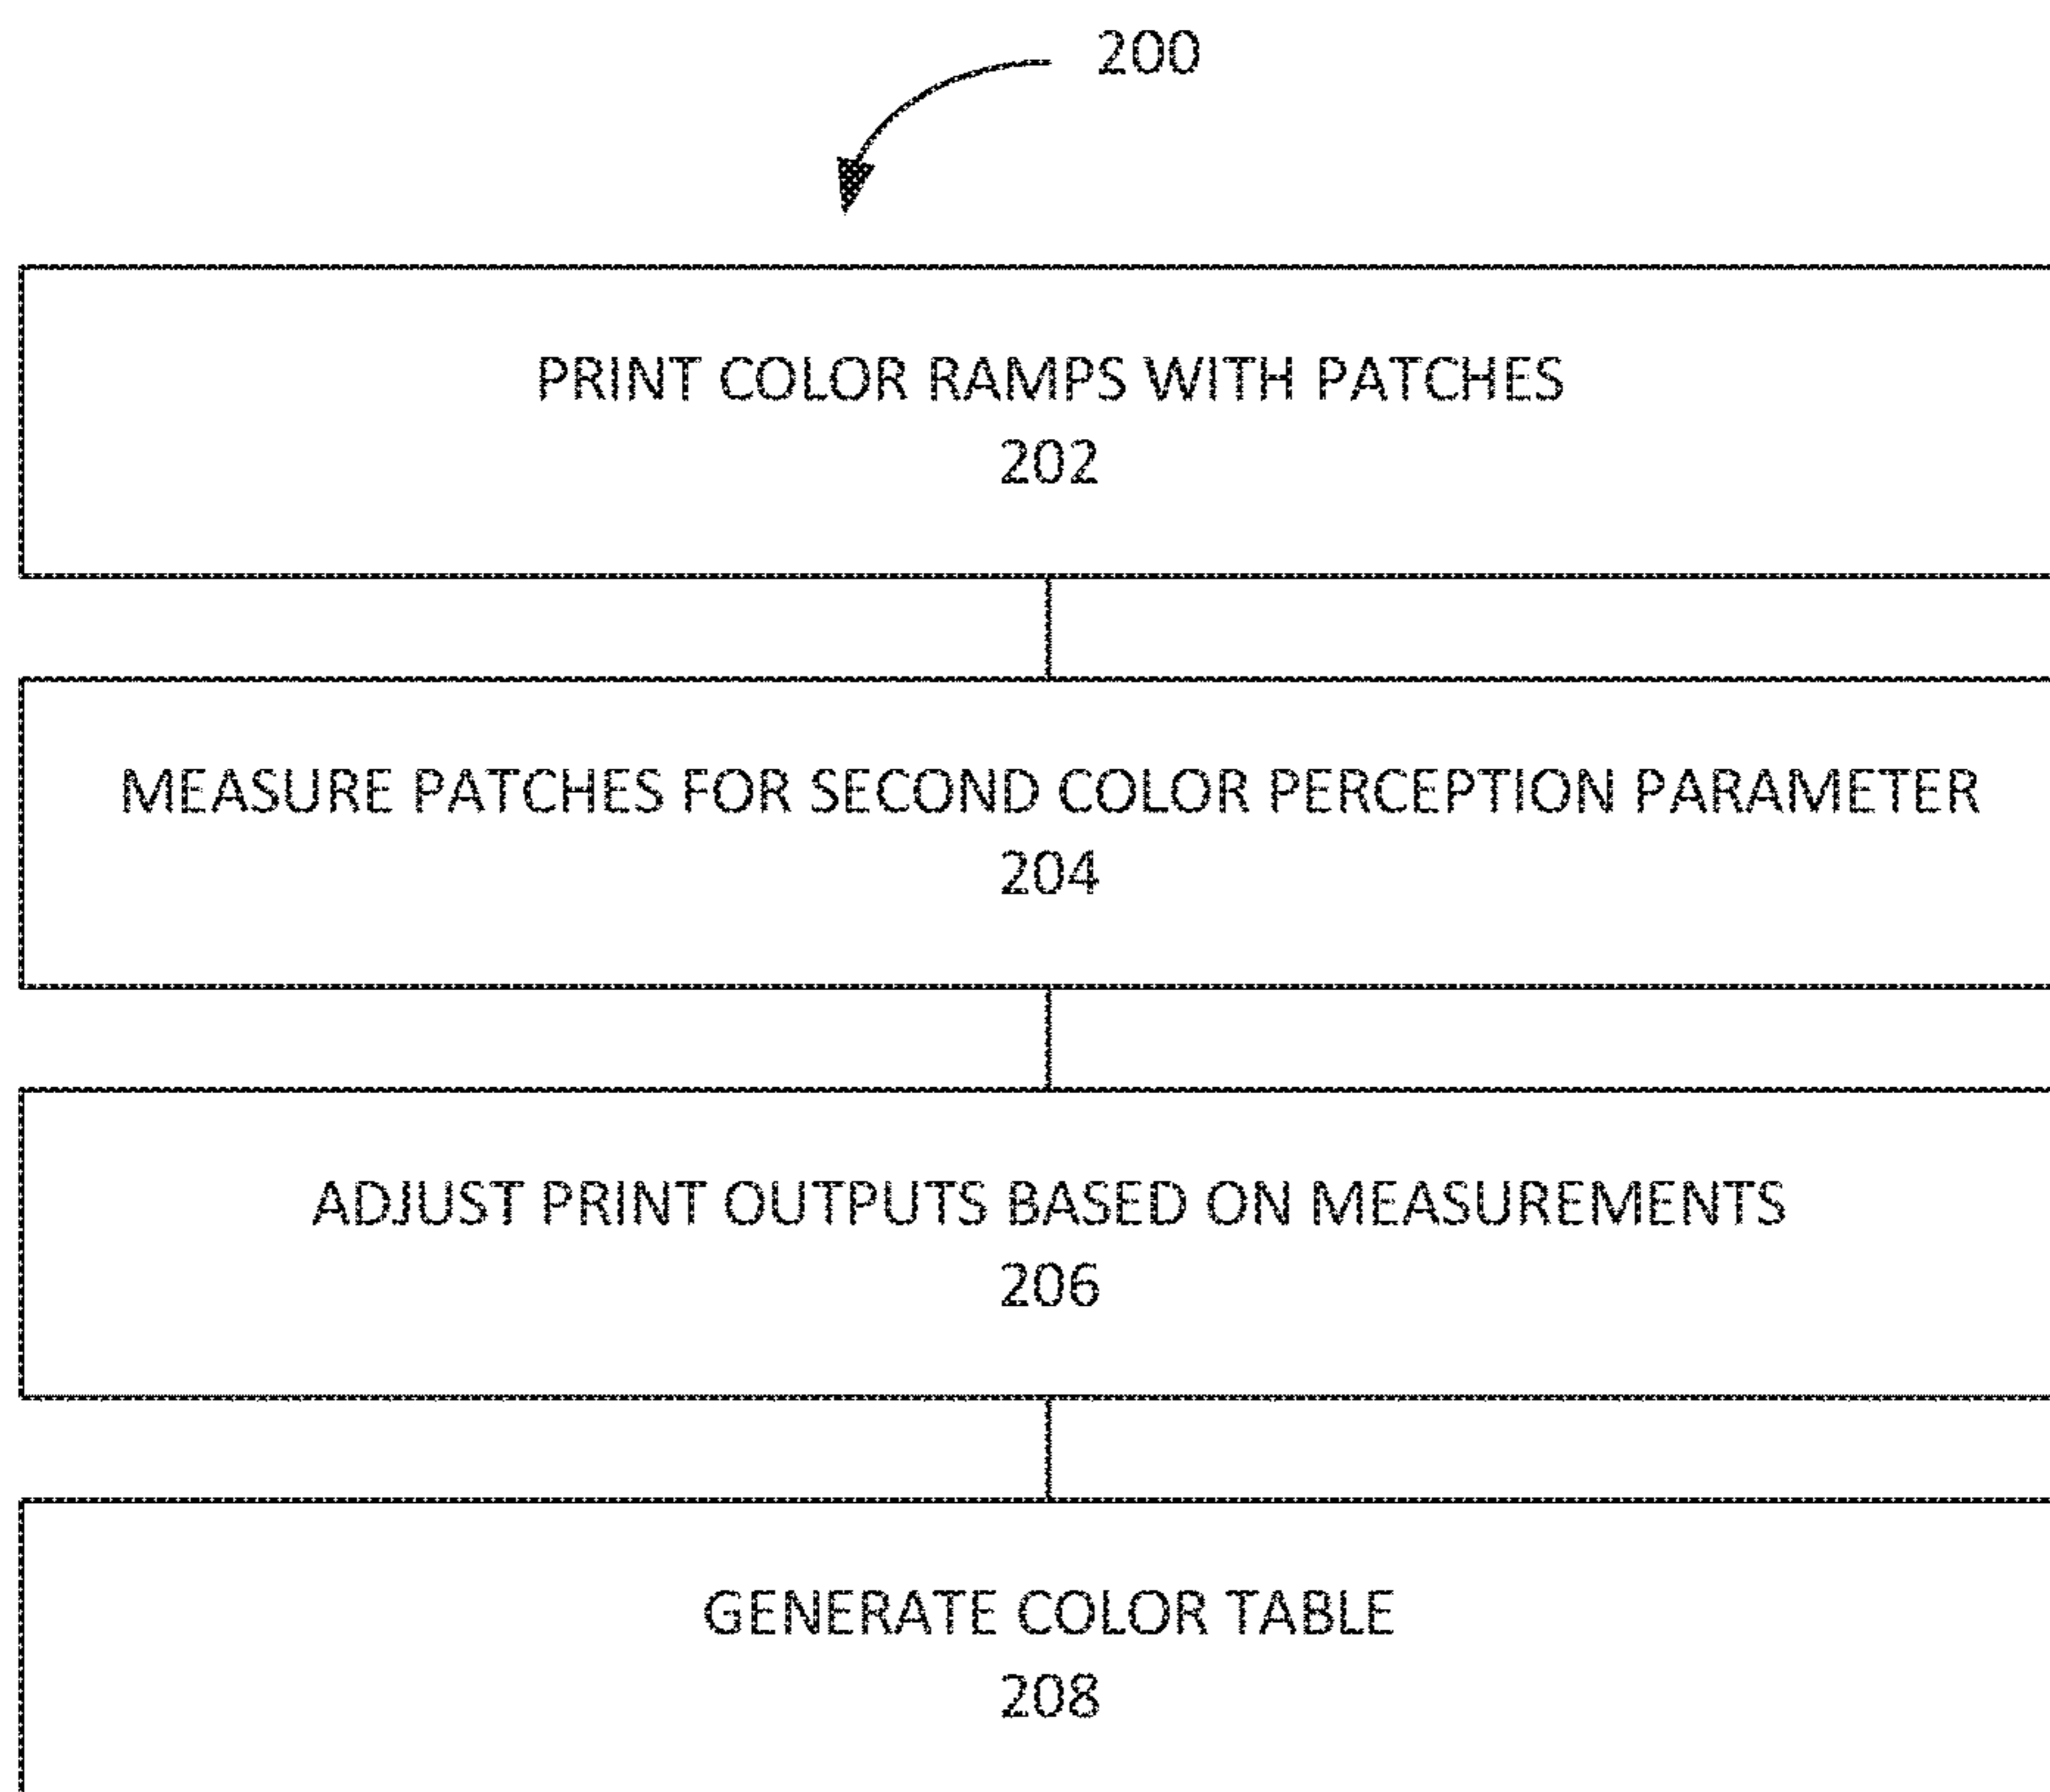 200
PRINT COLOR RAMPS WITH PATCHES
202
MEASURE PATCHES FOR SECOND COLOR PERCEPTION PARAMETER
204
ADJUST PRINT OUTPUTS BASED ON MEASUREMENTS
206
GENERATE COLOR TABLE
208